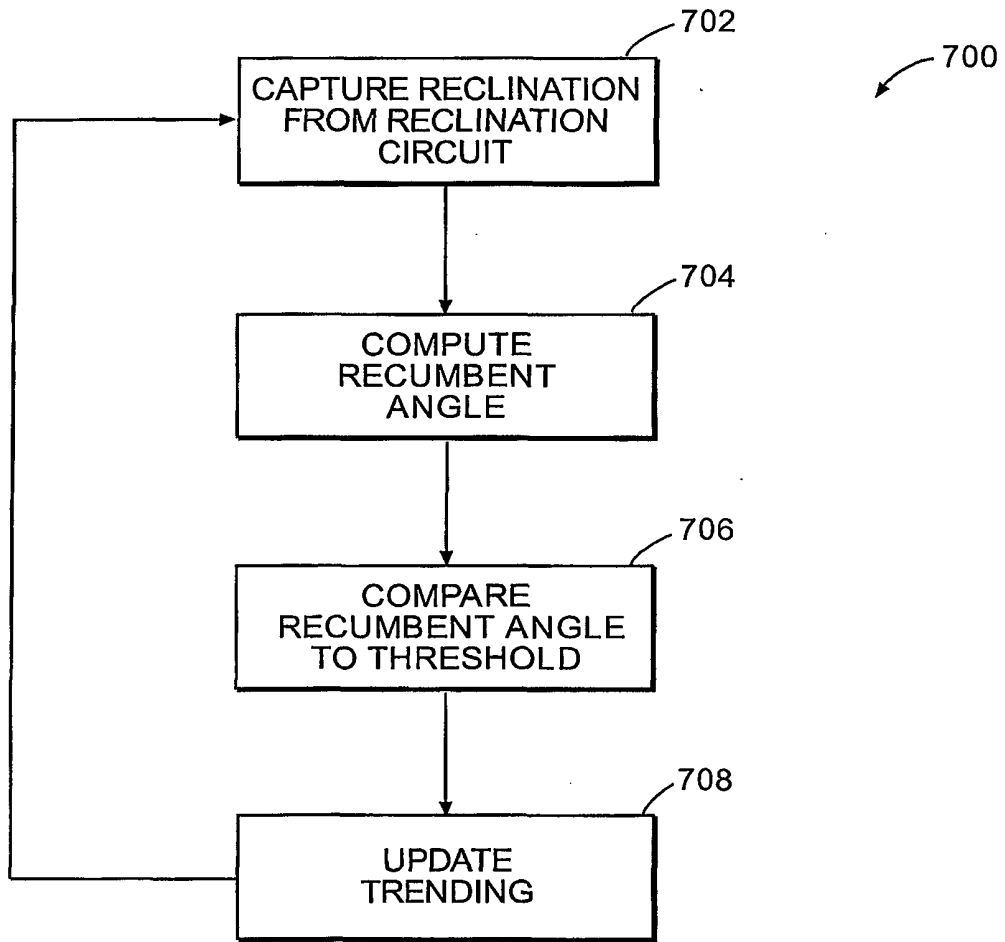 702
700
CAPTURE RECLINATION
FROM RECLINATION
CIRCUIT
704
COMPUTE
RECUMBENT
ANGLE
706
COMPARE
RECUMBENT ANGLE
TO THRESHOLD
708
UPDATE
TRENDING